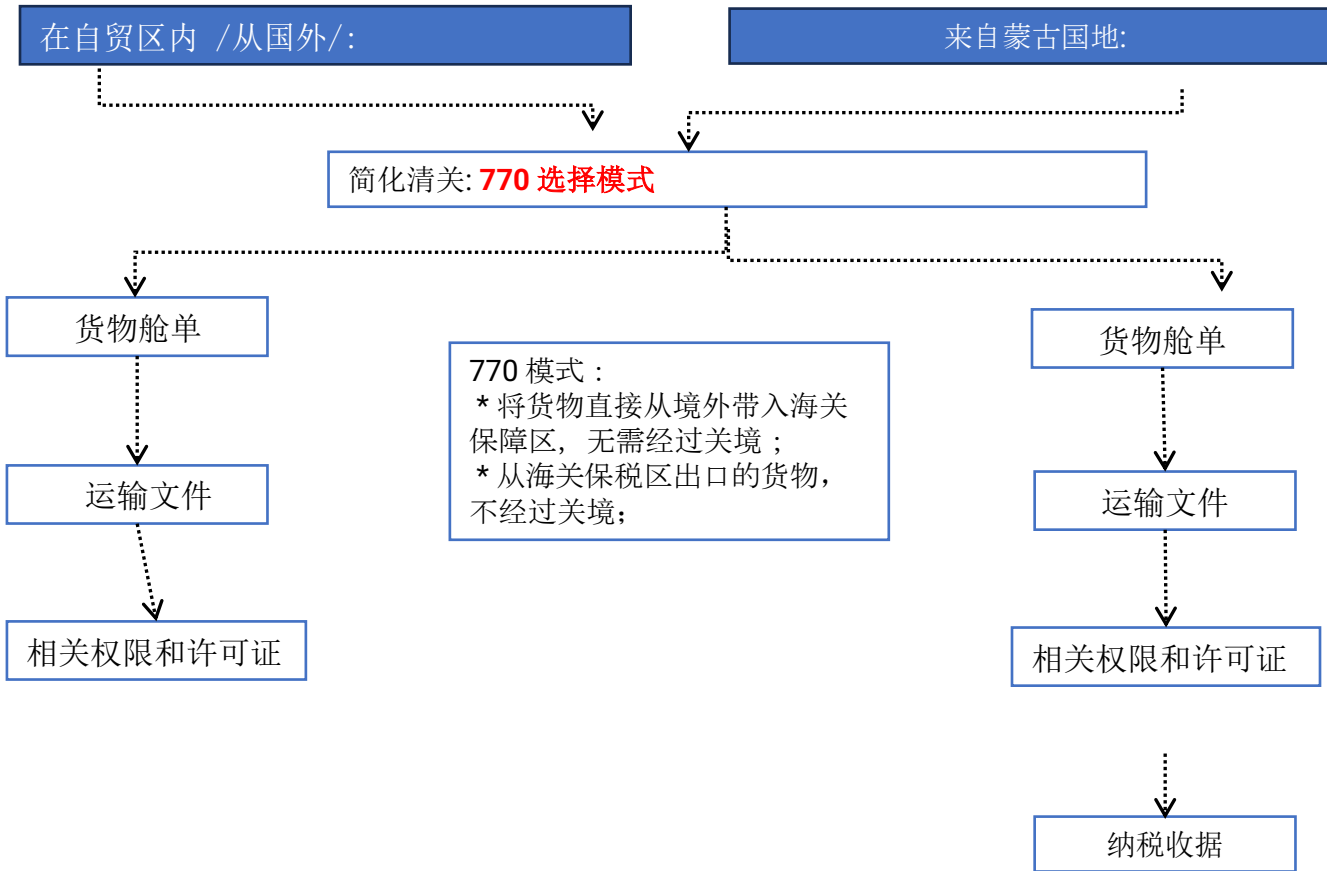 在自贸区内 /从国外/:
来自蒙古国地:
简化清关: 770 选择模式
货物舱单
货物舱单
770 模式：
* 将货物直接从境外带入海关
保障区, 无需经过关境；
* 从海关保税区出口的货物，
不经过关境；
运输文件
运输文件
相关权限和许可证
相关权限和许可证
纳税收据